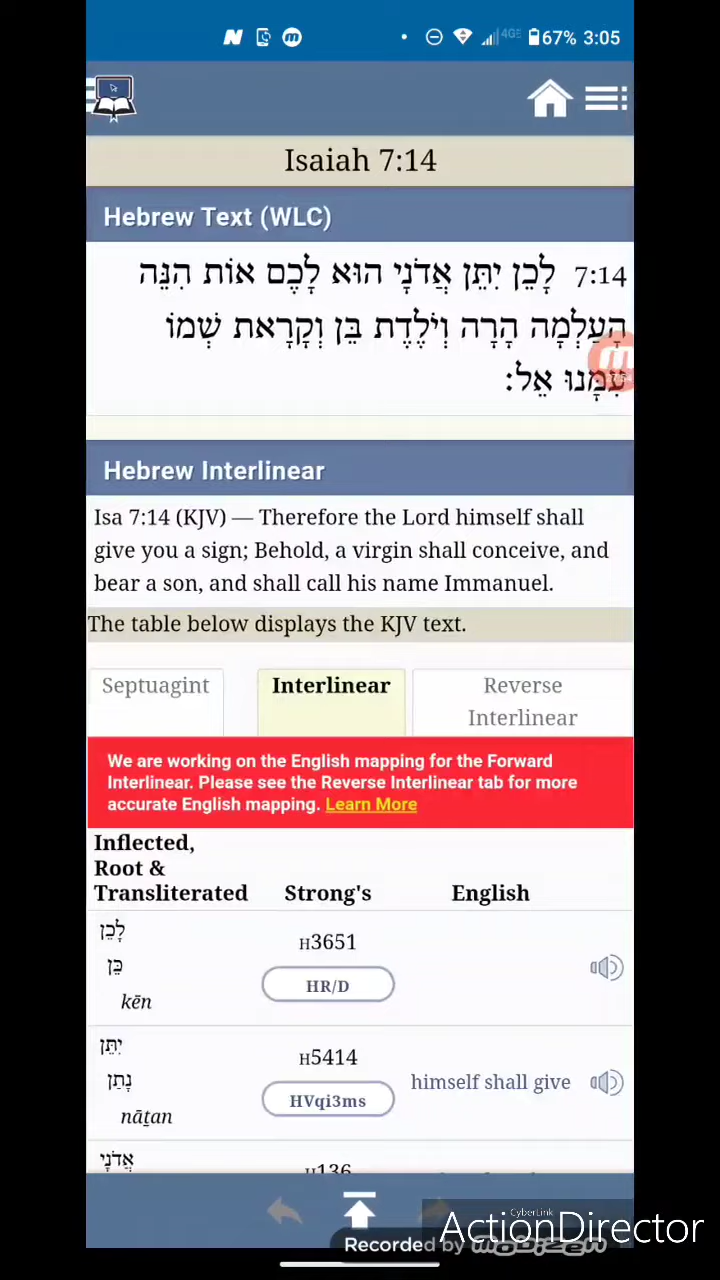 67% 3:05
Isaiah 7:14
Hebrew Text (WLC)
7:14 לָכֵן יִתֵּן אֲדֹנָי הוּא לָכֶם אוֹת הִנֵּה
הָעַלְמָה הָרָה וְיֹלֶדֶת בֵּן וְקָרָאת שְׁמוֹ
עִמָּנוּ אֵל׃
Hebrew Interlinear
Isa 7:14 (KJV) — Therefore the Lord himself shall
give you a sign; Behold, a virgin shall conceive, and
bear a son, and shall call his name Immanuel.
The table below displays the KJV text.
Septuagint Interlinear Reverse
Interlinear
We are working on the English mapping for the Forward
Interlinear. Please see the Reverse Interlinear tab for more
accurate English mapping. Learn More
Inflected,
Root &
Transliterated Strong's English
לָכֵן
H3651
כֵּן
HR/D
kēn
יִתֵּן
H5414
נָתַן
himself shall give
HVqi3ms
nāṯan
אֲדֹנָי
H136
CyberLink
ActionDirector
Recorded by MOBIZEN